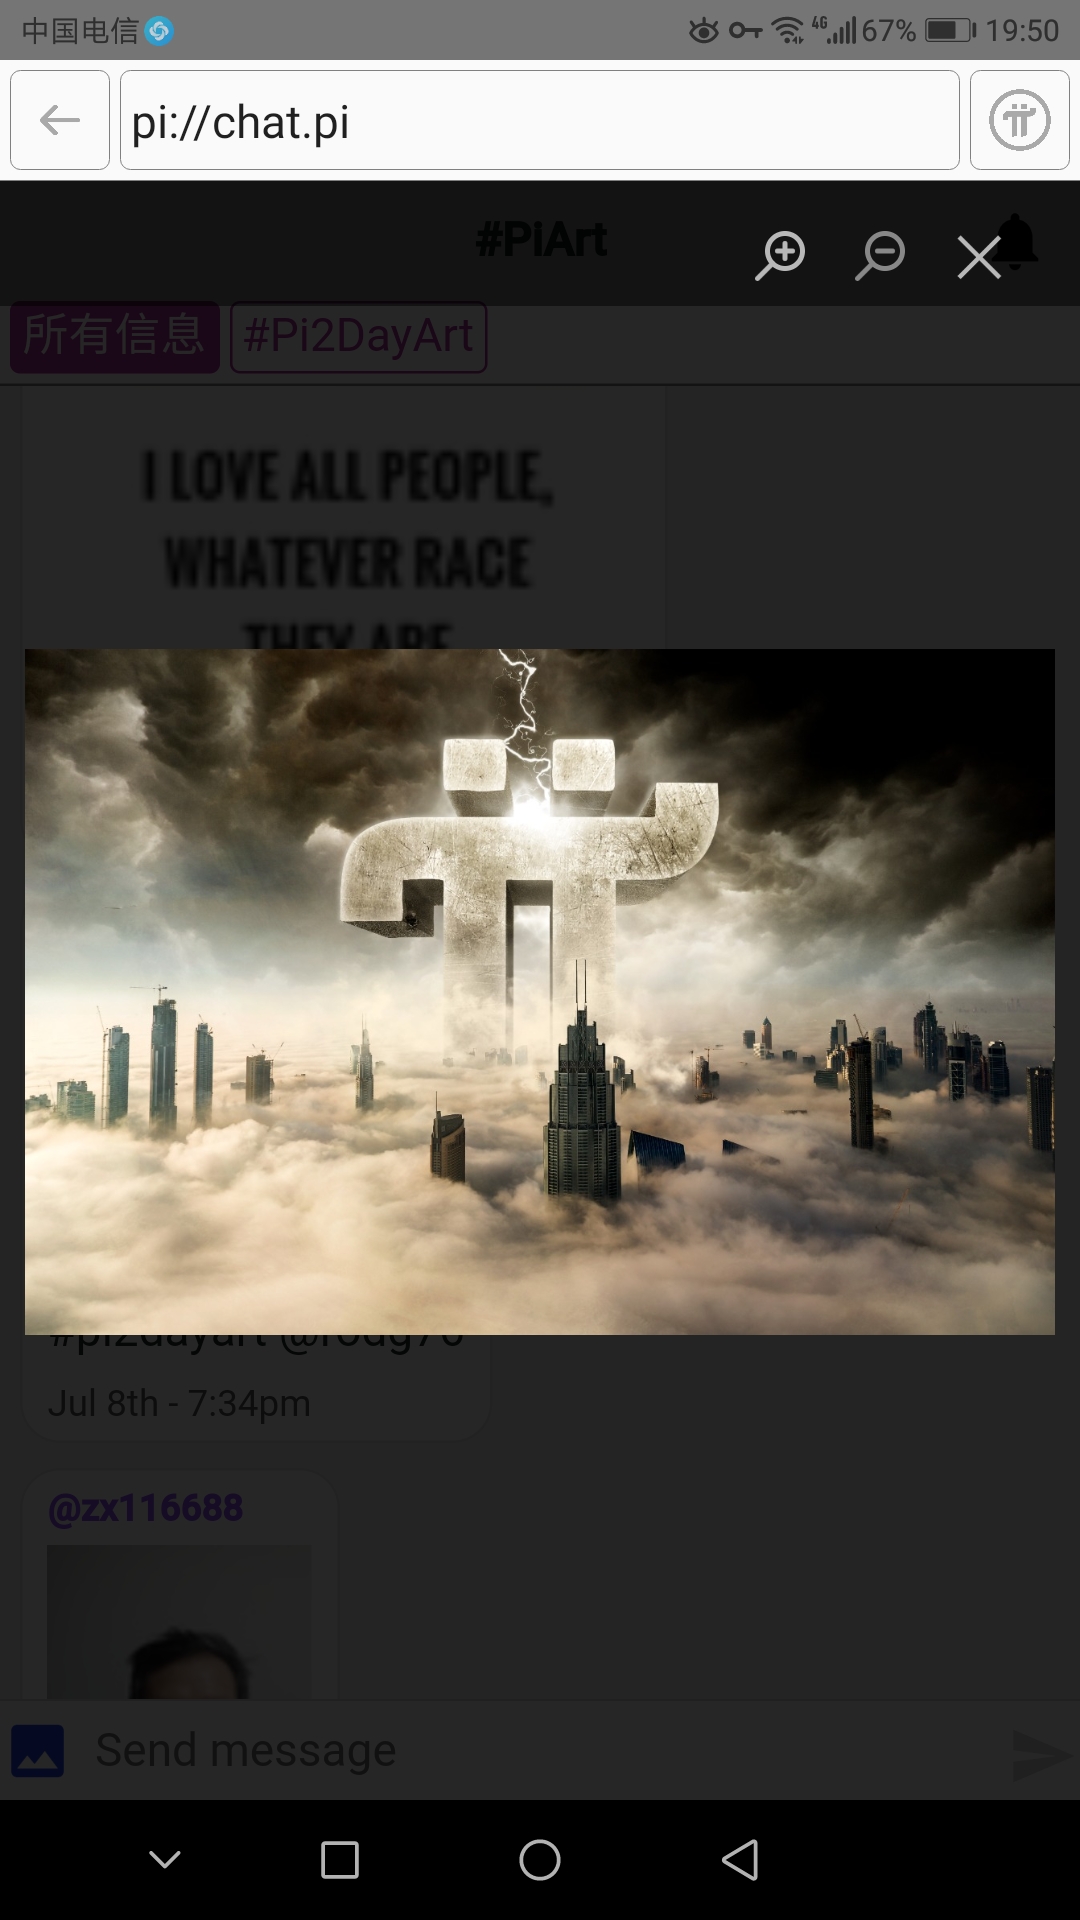 中国电信
4G 67% 19:50
pi://chat.pi
#PiArt
所有信息 #Pi2DayArt
I LOVE ALL PEOPLE,
WHATEVER RACE
THEY ARE
#pi2dayart @rodg70
Jul 8th - 7:34pm
@zx116688
Send message